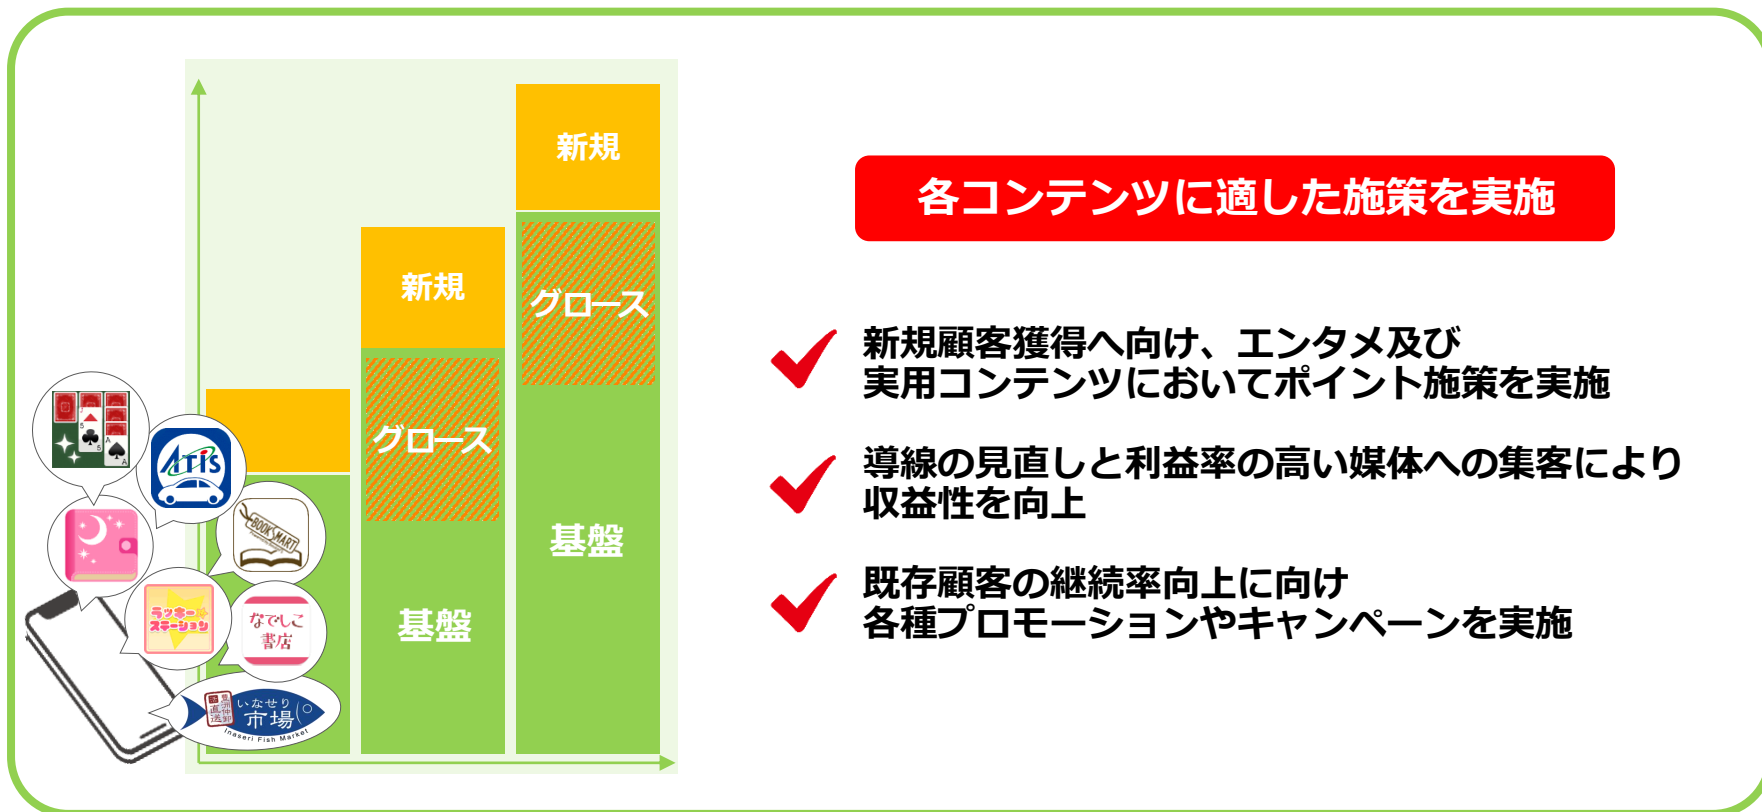 新規
新規
グロース
グロース
基盤
基盤
ATIS
BOOK SMART
ラッキー
ステーション
なでしこ
書店
豊洲仲卸
直送
いなせり
市場
Inaseri Fish Market
各コンテンツに適した施策を実施
新規顧客獲得へ向け、エンタメ及び
実用コンテンツにおいてポイント施策を実施
導線の見直しと利益率の高い媒体への集客により
収益性を向上
既存顧客の継続率向上に向け
各種プロモーションやキャンペーンを実施